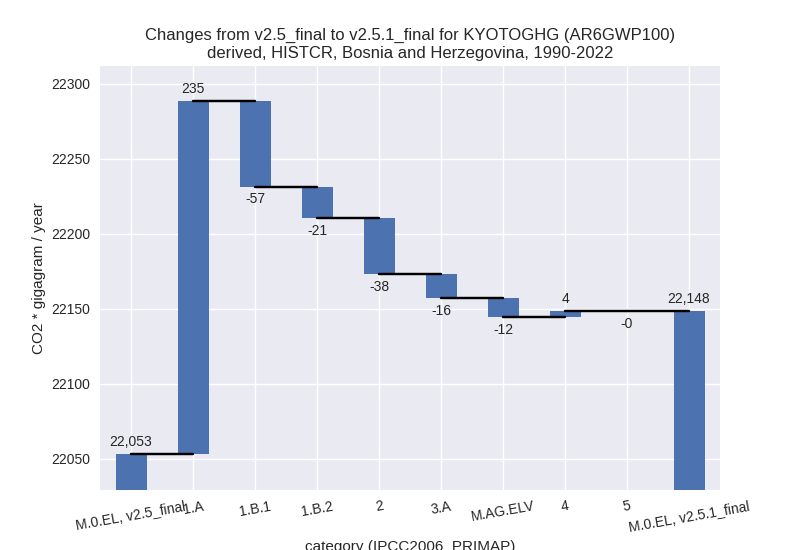 Changes from v2.5_final to v2.5.1_final for KYOTOGHG (AR6GWP100)
derived, HISTCR, Bosnia and Herzegovina, 1990-2022
CO2 * gigagram / year
22300
22250
22200
22150
22100
22050
22,053
235
-57
-21
-38
-16
-12
4
-0
22,148
M.0.EL, v2.5_final
1.A
1.B.1
1.B.2
2
3.A
M.AG.ELV
4
5
M.0.EL, v2.5.1_final
category (IPCC2006_PRIMAP)